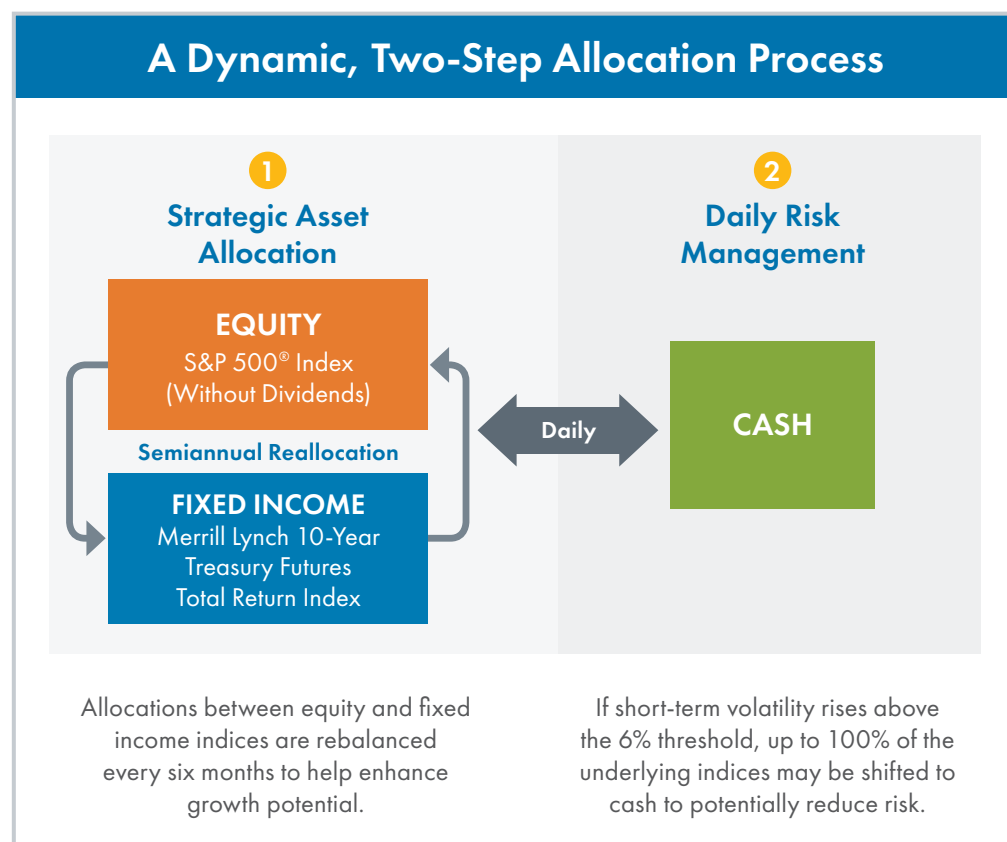 A Dynamic, Two-Step Allocation Process
1
Strategic Asset
Allocation
EQUITY
S&P 500® Index
(Without Dividends)
Semiannual Reallocation
FIXED INCOME
Merrill Lynch 10-Year
Treasury Futures
Total Return Index
Allocations between equity and fixed
income indices are rebalanced
every six months to help enhance
growth potential.
Daily
2
Daily Risk
Management
CASH
If short-term volatility rises above
the 6% threshold, up to 100% of the
underlying indices may be shifted to
cash to potentially reduce risk.